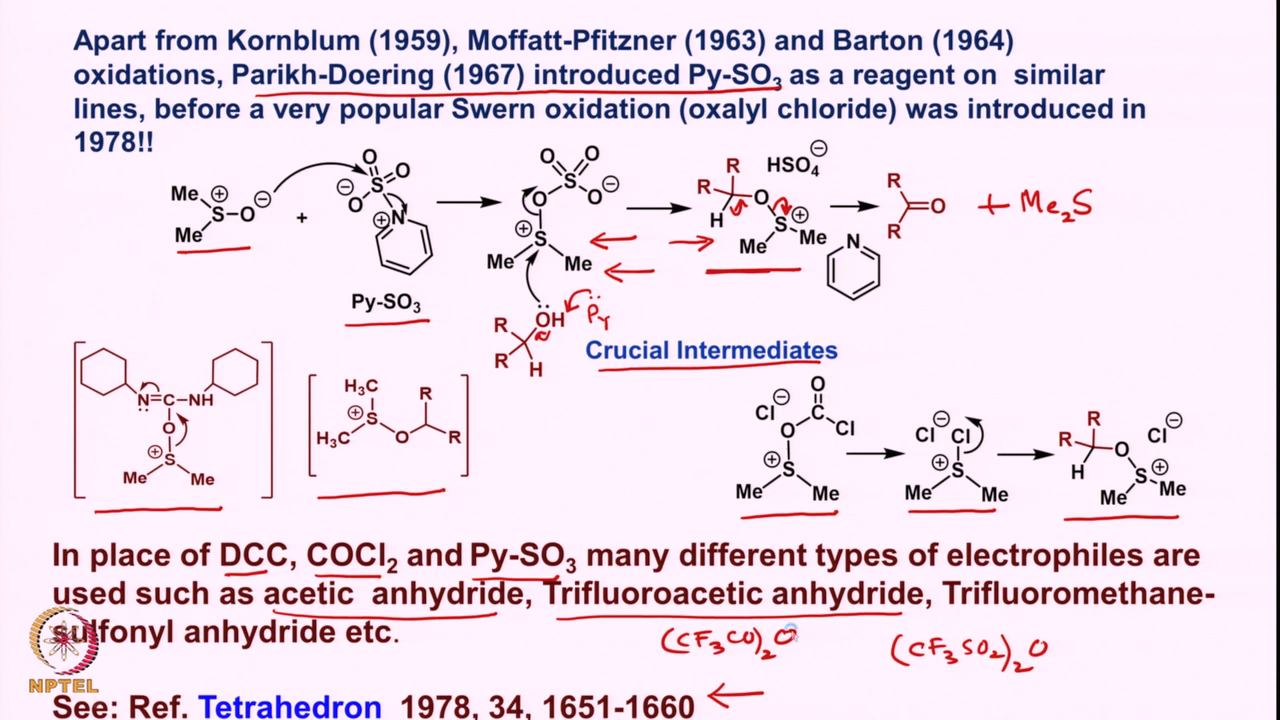 Apart from Kornblum (1959), Moffatt-Pfitzner (1963) and Barton (1964)
oxidations, Parikh-Doering (1967) introduced Py-SO₃ as a reagent on similar
lines, before a very popular Swern oxidation (oxalyl chloride) was introduced in
1978!!
Me ⊕ S-O ⊖
Me
+
O O
⊖ O S
⊕ N
Py-SO₃
O O
S
O O ⊖
⊕ S
Me Me
R OH Py
R H
R HSO₄ ⊖
R O
H S ⊕
Me Me
N
R
=O + Me₂S
R
Crucial Intermediates
N=C-NH
O
⊕ S
Me Me
H₃C R
⊕ S
H₃C O R
Cl ⊖ O
C
O Cl
⊕ S
Me Me
Cl ⊖ Cl
⊕ S
Me Me
R Cl ⊖
R O
H S ⊕
Me Me
In place of DCC, COCl₂ and Py-SO₃ many different types of electrophiles are
used such as acetic anhydride, Trifluoroacetic anhydride, Trifluoromethane-
sulfonyl anhydride etc.
(CF₃CO)₂O (CF₃SO₂)₂O
NPTEL
See: Ref. Tetrahedron 1978, 34, 1651-1660